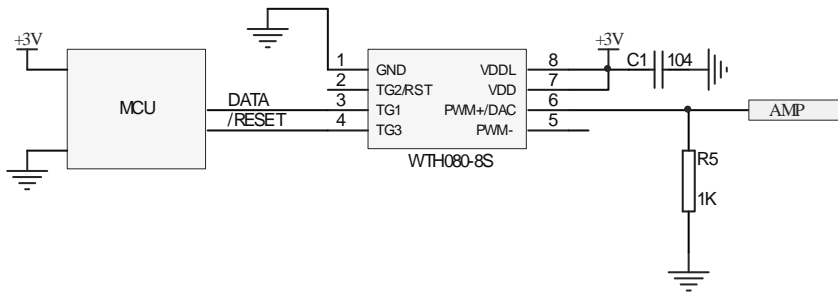 +3V
MCU
DATA
/RESET
1
2
3
4
GND
TG2/RST
TG1
TG3
VDDL
VDD
PWM+/DAC
PWM-
8
7
6
5
WTH080-8S
+3V
C1
104
AMP
R5
1K